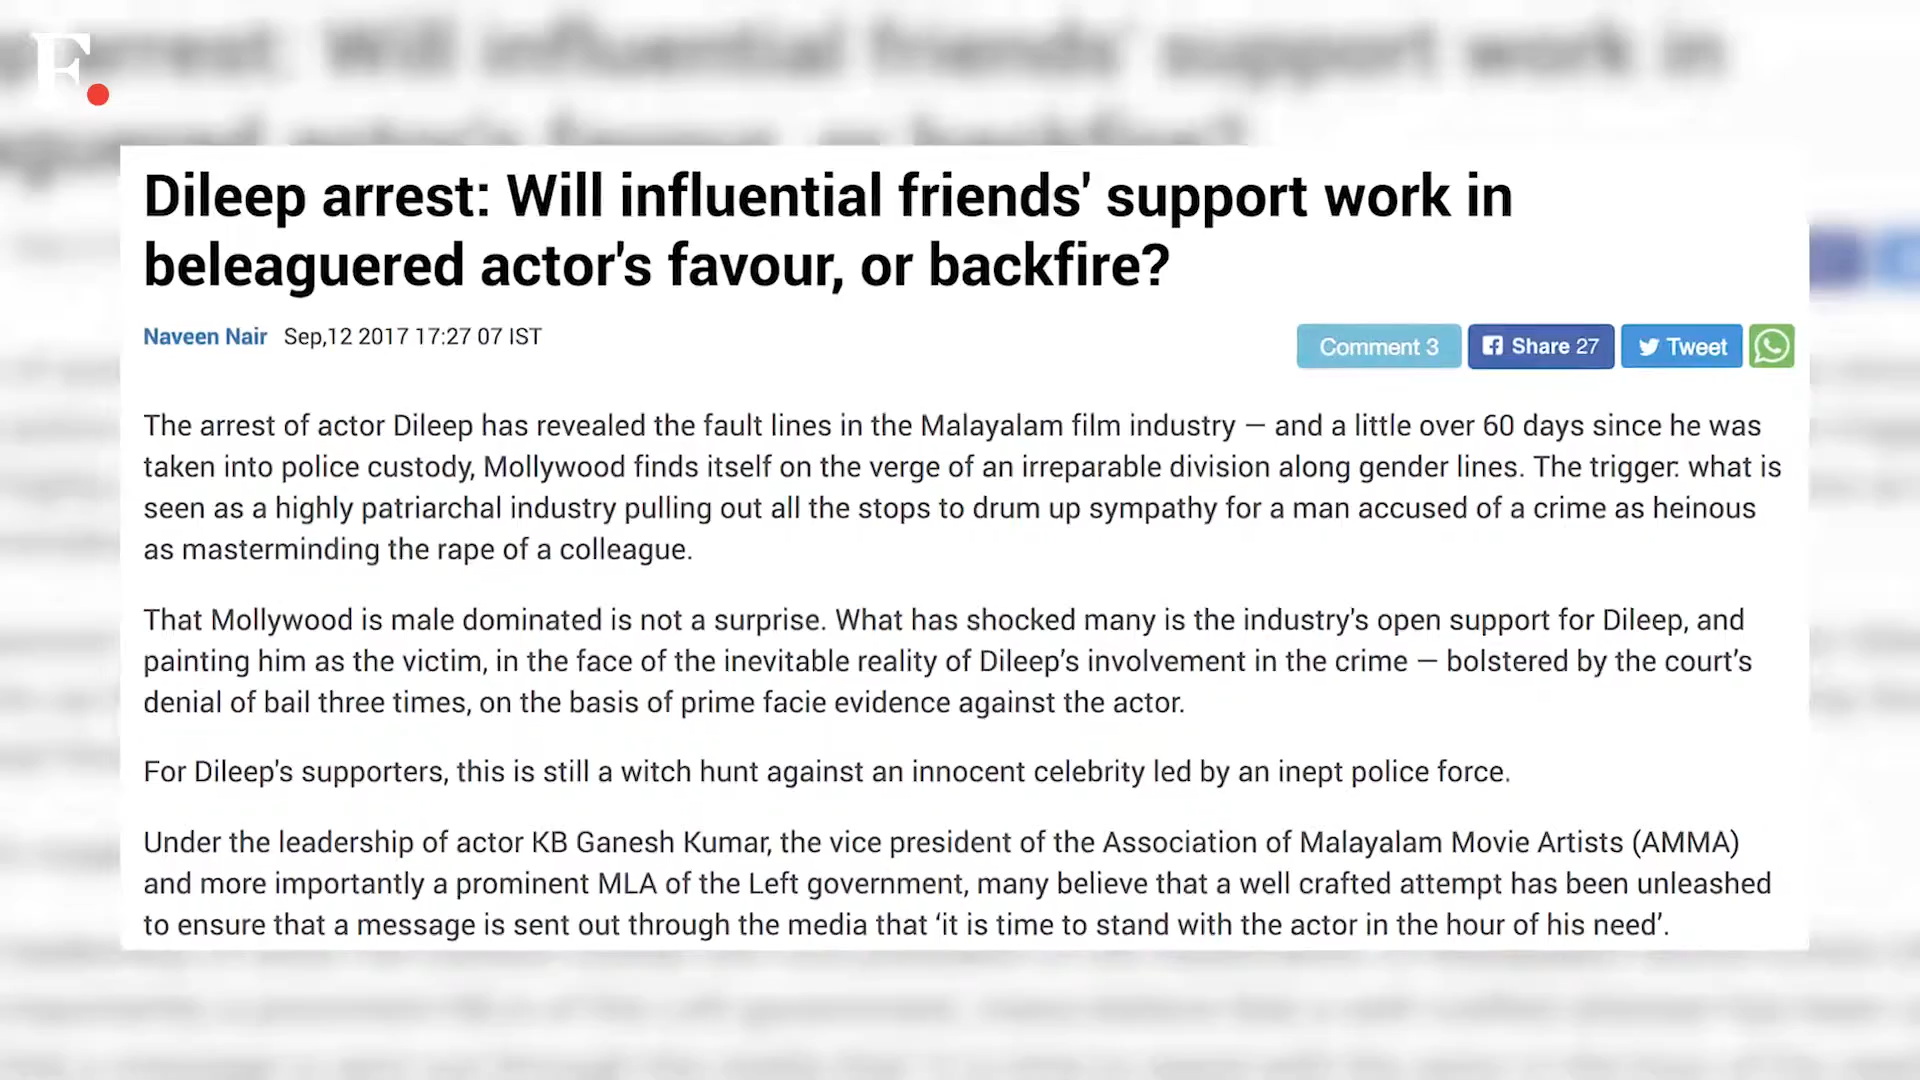 F.
Dileep arrest: Will influential friends' support work in
beleaguered actor's favour, or backfire?
Naveen Nair Sep,12 2017 17:27 07 IST
Comment 3 Share 27 Tweet
The arrest of actor Dileep has revealed the fault lines in the Malayalam film industry — and a little over 60 days since he was
taken into police custody, Mollywood finds itself on the verge of an irreparable division along gender lines. The trigger: what is
seen as a highly patriarchal industry pulling out all the stops to drum up sympathy for a man accused of a crime as heinous
as masterminding the rape of a colleague.
That Mollywood is male dominated is not a surprise. What has shocked many is the industry's open support for Dileep, and
painting him as the victim, in the face of the inevitable reality of Dileep’s involvement in the crime — bolstered by the court’s
denial of bail three times, on the basis of prime facie evidence against the actor.
For Dileep's supporters, this is still a witch hunt against an innocent celebrity led by an inept police force.
Under the leadership of actor KB Ganesh Kumar, the vice president of the Association of Malayalam Movie Artists (AMMA)
and more importantly a prominent MLA of the Left government, many believe that a well crafted attempt has been unleashed
to ensure that a message is sent out through the media that ‘it is time to stand with the actor in the hour of his need’.